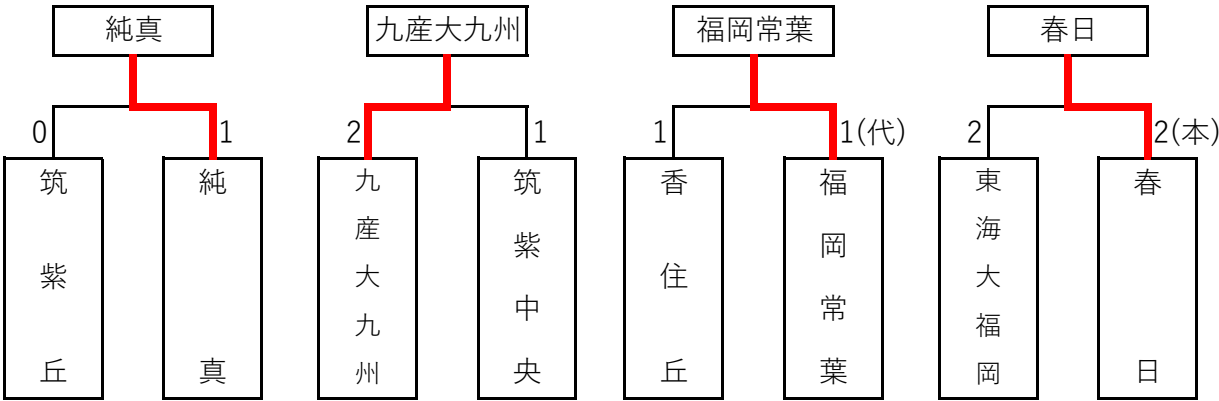 純真
九産大九州
福岡常葉
春日
0
1
2
1
1
1(代)
2
2(本)
筑紫丘
純真
九産大九州
筑紫中央
香住丘
福岡常葉
東海大福岡
春日